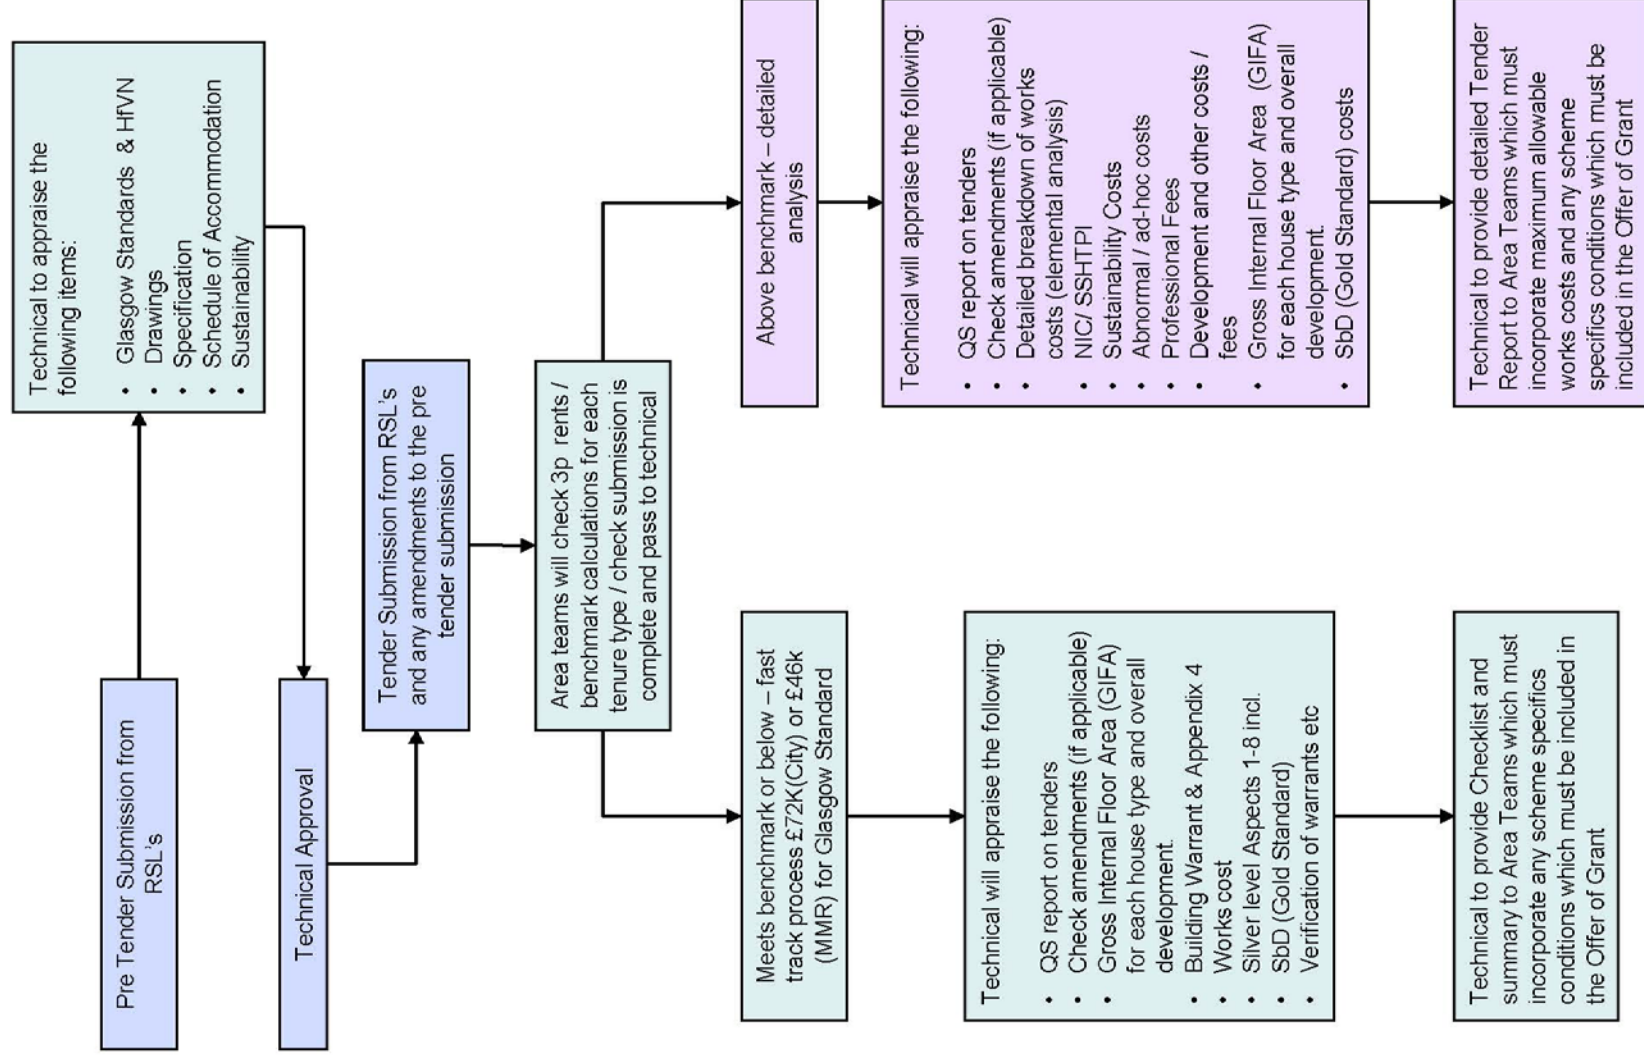 Pre Tender Submission from
RSL's
Technical to appraise the
following items:
• Glasgow Standards & HfVN
• Drawings
• Specification
• Schedule of Accommodation
• Sustainability
Technical Approval
Tender Submission from RSL's
and any amendments to the pre
tender submission
Area teams will check 3p rents /
benchmark calculations for each
tenure type / check submission is
complete and pass to technical
Meets benchmark or below – fast
track process £72K(City) or £46k
(MMR) for Glasgow Standard
Technical will appraise the following:
• QS report on tenders
• Check amendments (if applicable)
• Gross Internal Floor Area (GIFA)
for each house type and overall
development.
• Building Warrant & Appendix 4
• Works cost
• Silver level Aspects 1-8 incl.
• SbD (Gold Standard)
• Verification of warrants etc
Technical to provide Checklist and
summary to Area Teams which must
incorporate any scheme specifics
conditions which must be included in
the Offer of Grant
Above benchmark – detailed
analysis
Technical will appraise the following:
• QS report on tenders
• Check amendments (if applicable)
• Detailed breakdown of works
costs (elemental analysis)
• NIC/ SSHTPI
• Sustainability Costs
• Abnormal / ad-hoc costs
• Professional Fees
• Development and other costs /
fees
• Gross Internal Floor Area (GIFA)
for each house type and overall
development.
• SbD (Gold Standard) costs
Technical to provide detailed Tender
Report to Area Teams which must
incorporate maximum allowable
works costs and any scheme
specifics conditions which must be
included in the Offer of Grant